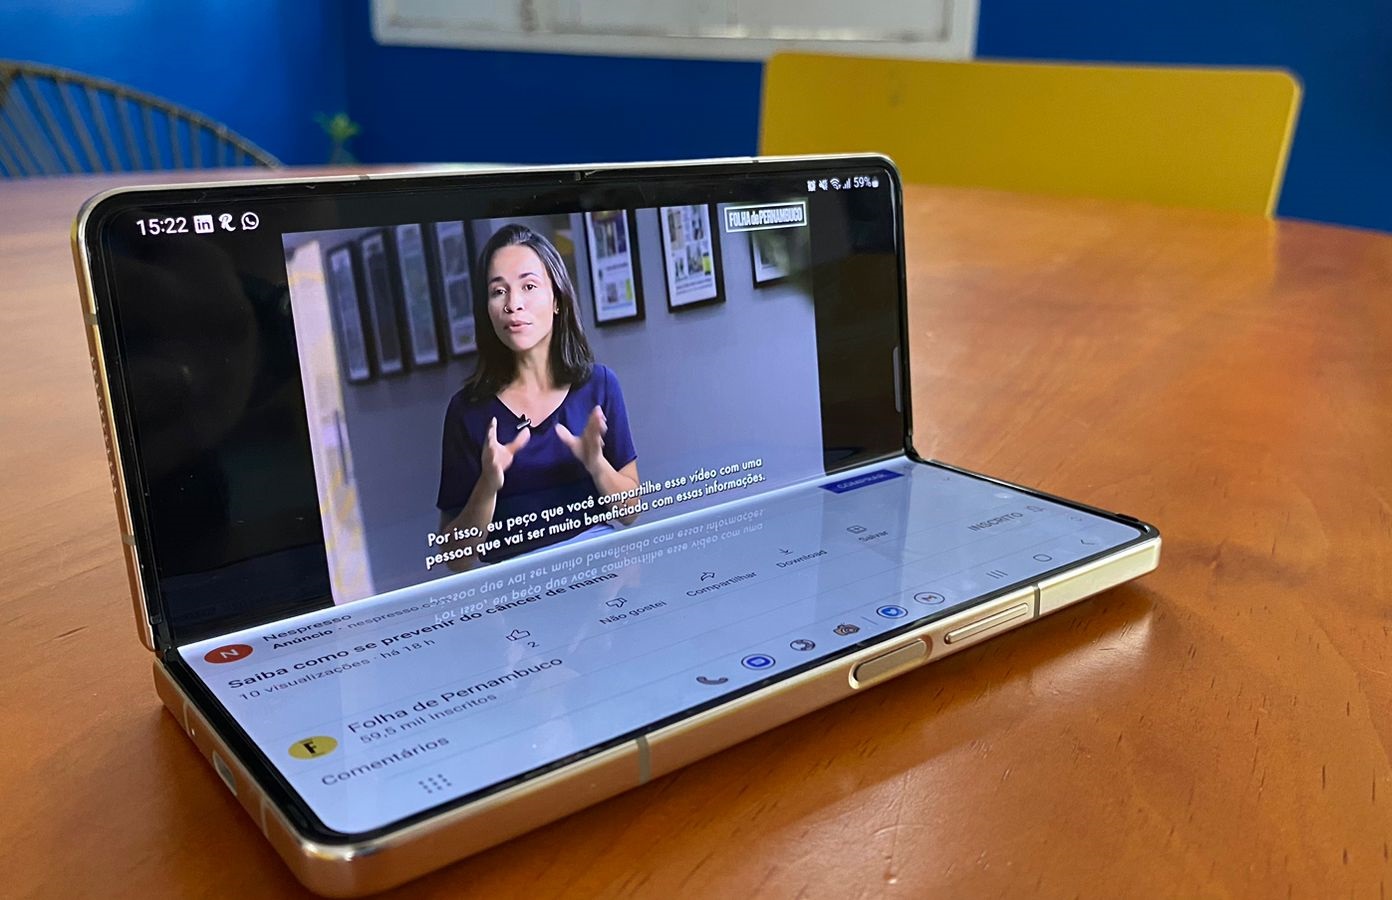 15:22
59%
FOLHA de PERNAMBUCO
Por isso, eu peço que você compartilhe esse vídeo com uma
pessoa que vai ser muito beneficiada com essas informações.
COMPRAR
Nespresso
Anúncio · nespresso.co
Saiba como se prevenir do câncer de mama
10 visualizações · há 18 h
2
Não gostei
Compartilhar
Download
Salvar
F
Folha de Pernambuco
59,5 mil inscritos
INSCRITO
Comentários
N
in